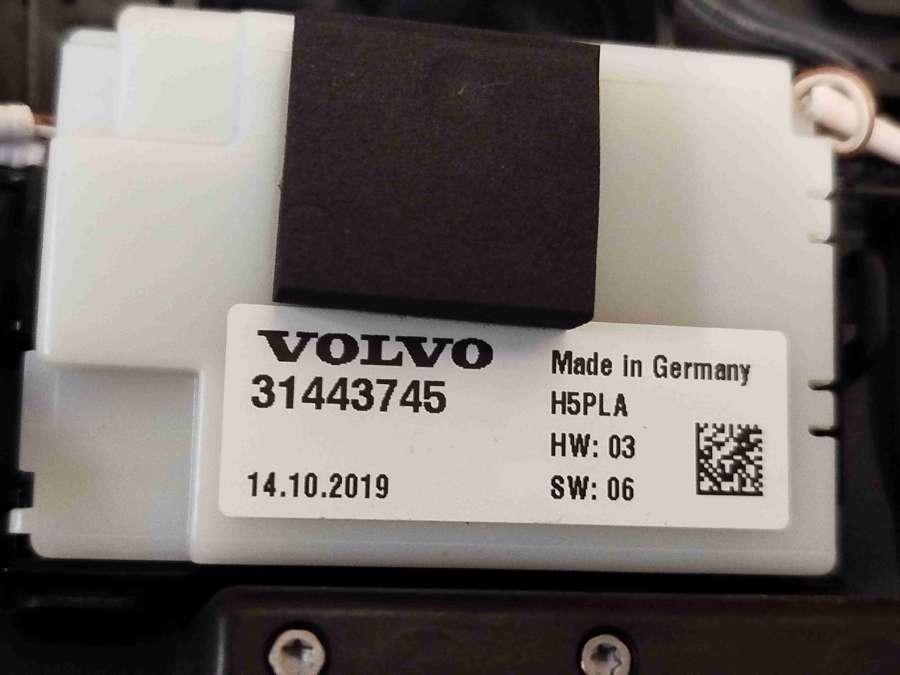 VOLVO
31443745
14.10.2019
Made in Germany
H5PLA
HW: 03
SW: 06